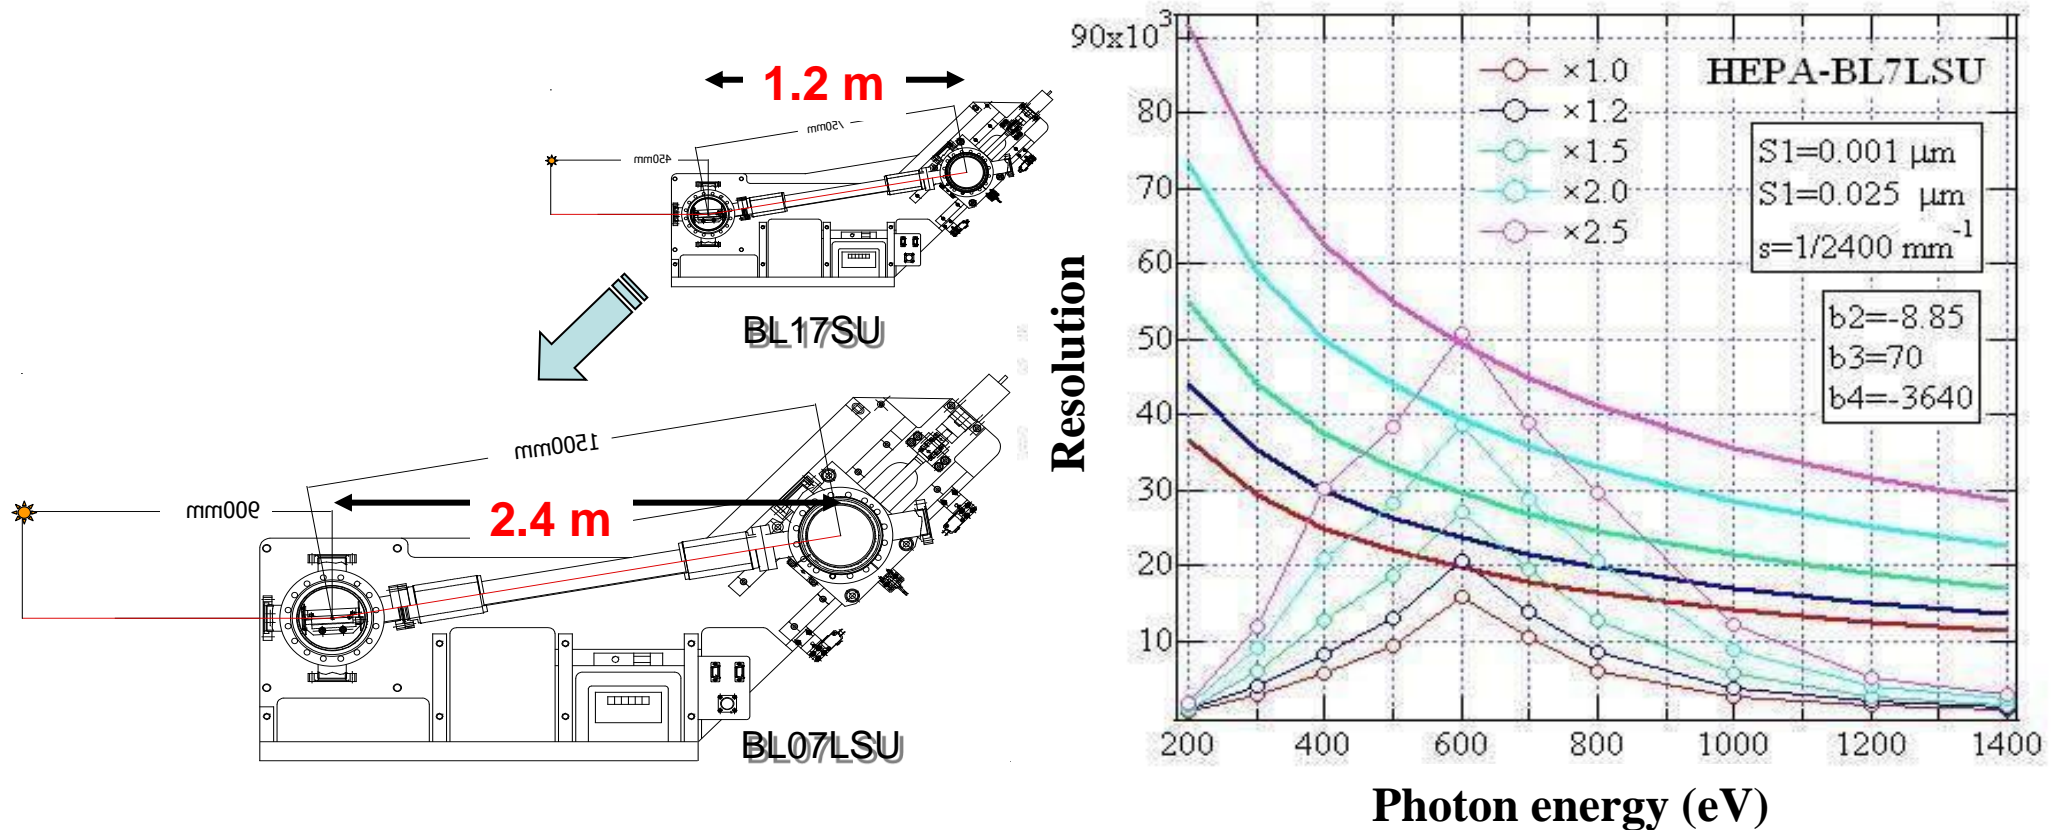 1.2 m
750mm
450mm
BL17SU
1500mm
900mm
2.4 m
BL07LSU
90x10³
80
70
60
50
40
30
20
10
Resolution
×1.0
×1.2
×1.5
×2.0
×2.5
HEPA-BL7LSU
S1=0.001 µm
S1=0.025 µm
s=1/2400 mm⁻¹
b2=-8.85
b3=70
b4=-3640
200 400 600 800 1000 1200 1400
Photon energy (eV)